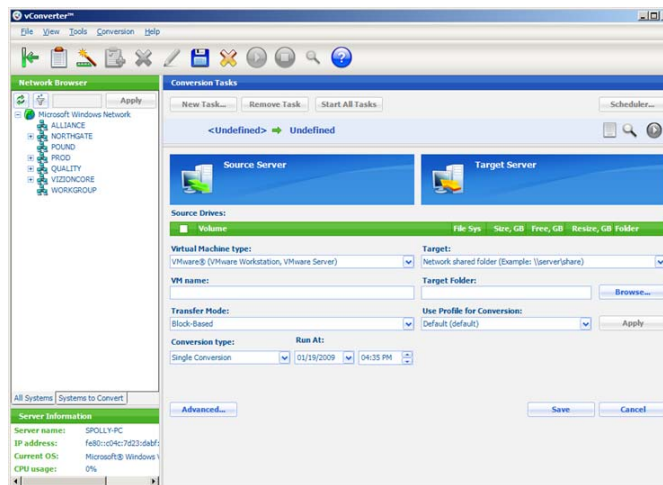 vConverter™
File View Tools Conversion Help
Network Browser
Apply
Microsoft Windows Network
ALLIANCE
NORTHGATE
POUND
PROD
QUALITY
VIZIONCORE
WORKGROUP
All Systems Systems to Convert
Server Information
Server name: SPOLLY-PC
IP address: fe80::c04c:7d23:dabf:
Current OS: Microsoft® Windows
CPU usage: 0%
Conversion Tasks
New Task... Remove Task Start All Tasks Scheduler...
<Undefined> Undefined
Source Server Target Server
Source Drives:
Volume File Sys Size, GB Free, GB Resize, GB Folder
Virtual Machine type: Target:
VMware® (VMware Workstation, VMware Server) Network shared folder (Example: \\server\share)
VM name: Target Folder:
Browse...
Transfer Mode: Use Profile for Conversion:
Block-Based Default (default) Apply
Conversion type: Run At:
Single Conversion 01/19/2009 04:35 PM
Advanced... Save Cancel